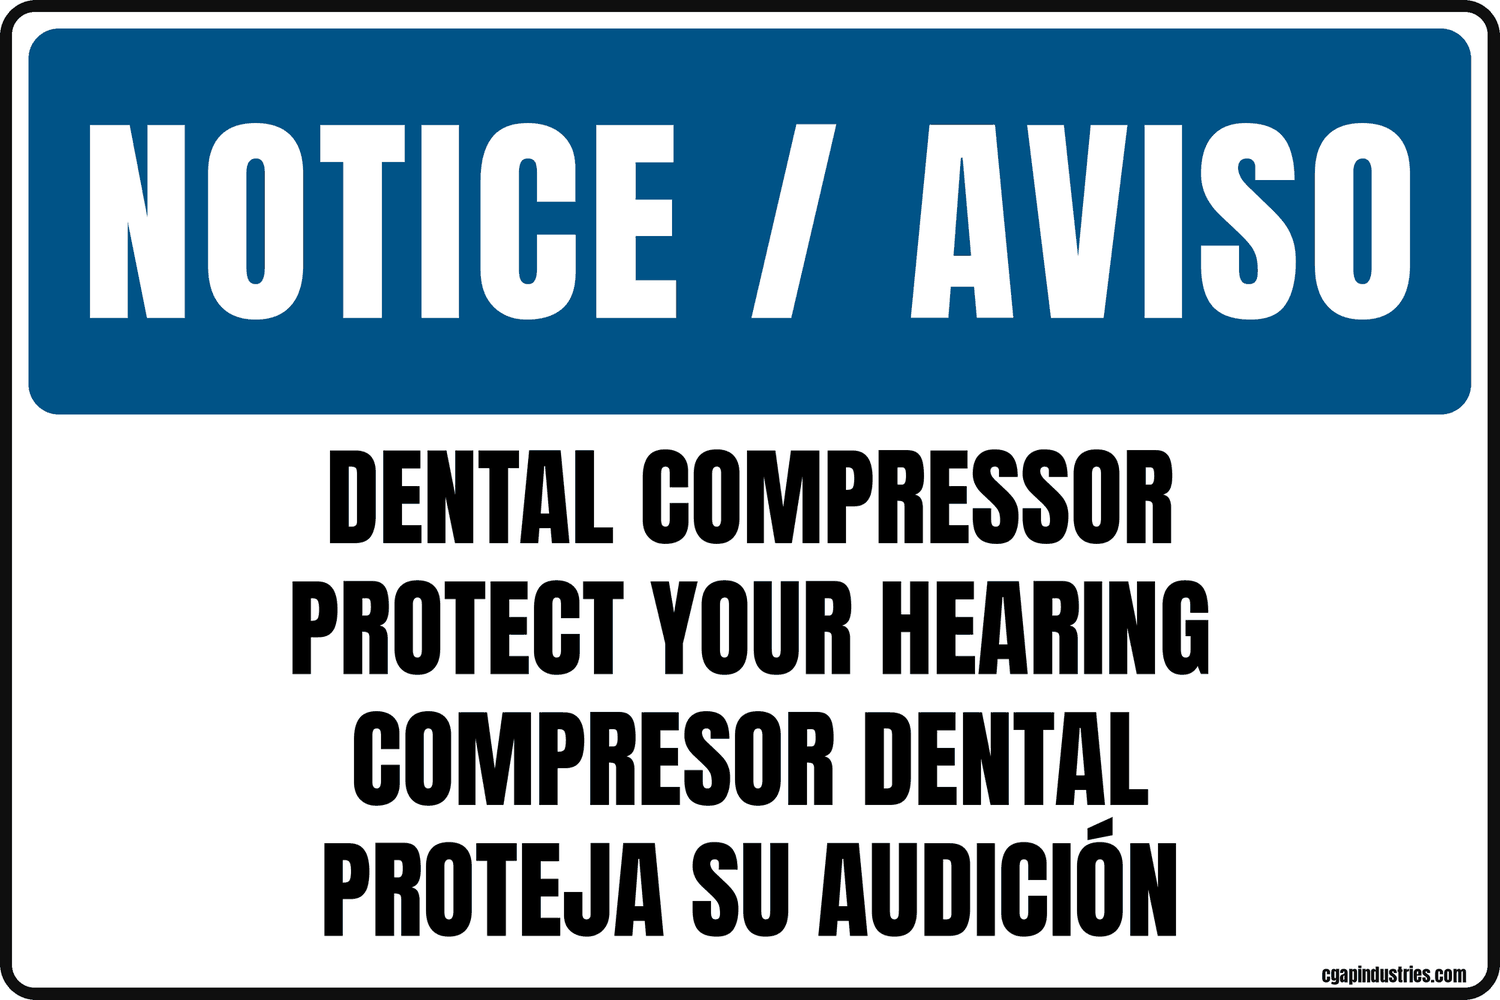 NOTICE / AVISO
DENTAL COMPRESSOR
PROTECT YOUR HEARING
COMPRESOR DENTAL
PROTEJA SU AUDICIÓN
cgapindustries.com